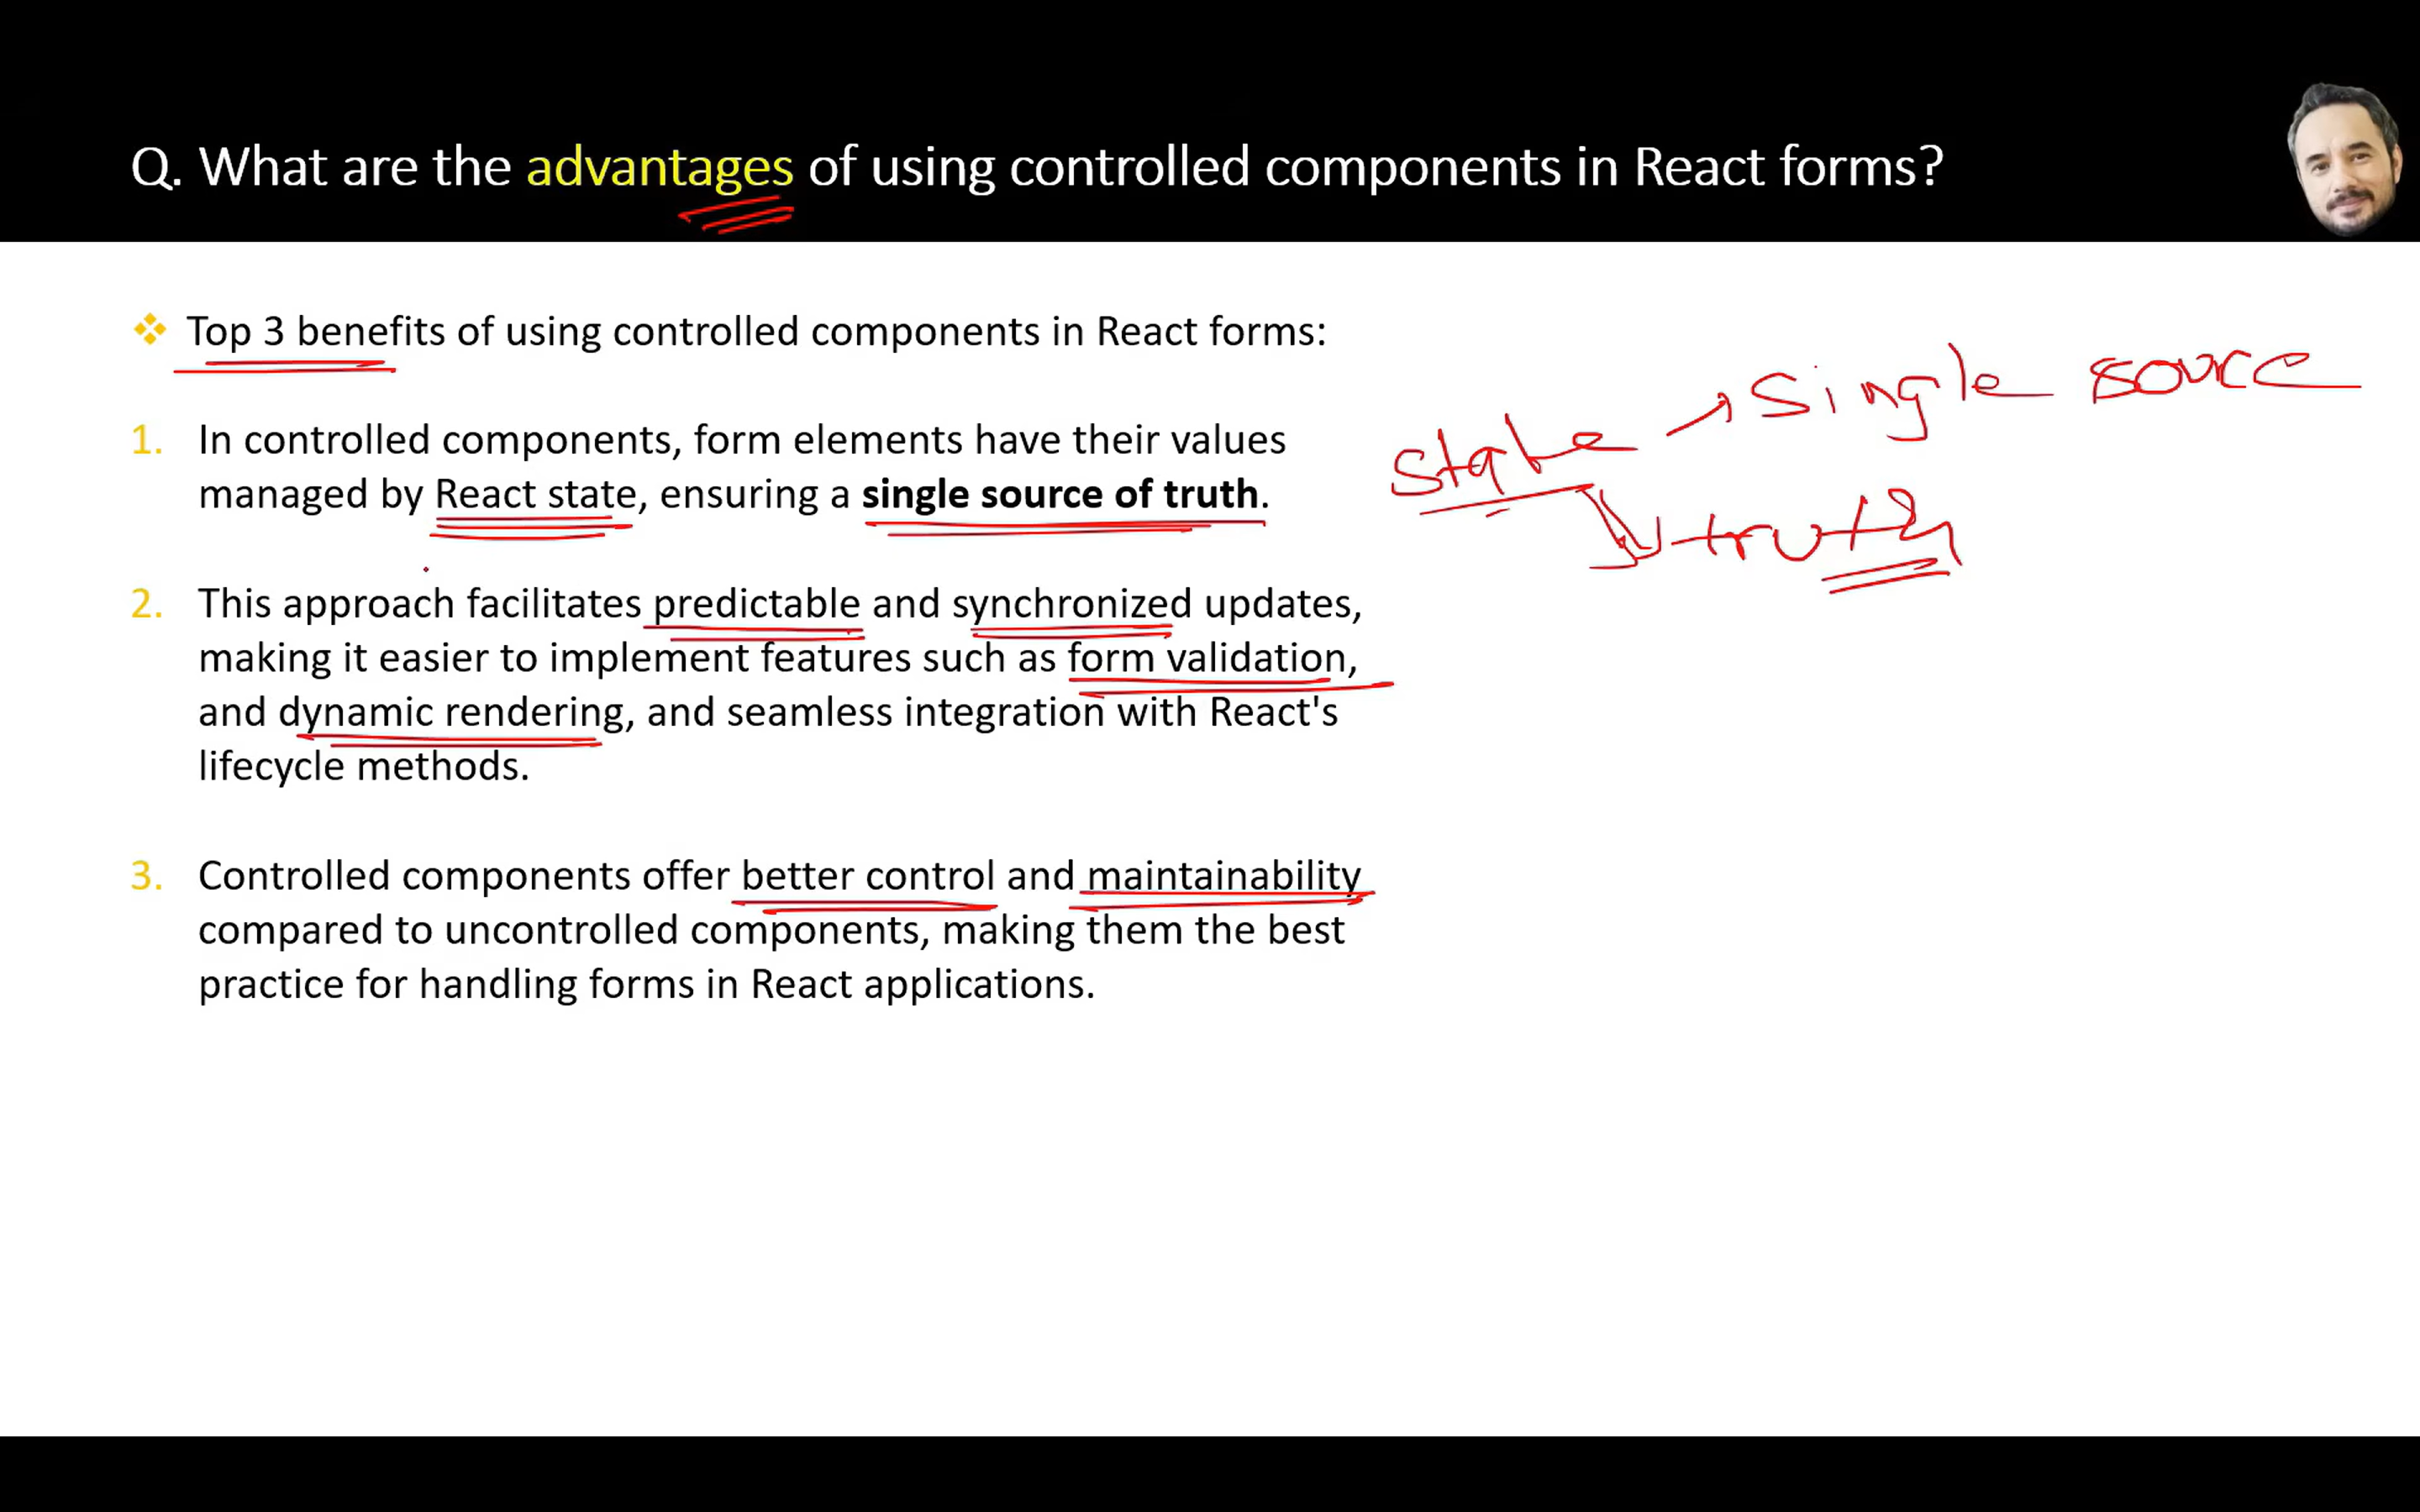 Q. What are the advantages of using controlled components in React forms?
❖ Top 3 benefits of using controlled components in React forms:
1. In controlled components, form elements have their values
managed by React state, ensuring a single source of truth.
2. This approach facilitates predictable and synchronized updates,
making it easier to implement features such as form validation,
and dynamic rendering, and seamless integration with React's
lifecycle methods.
3. Controlled components offer better control and maintainability
compared to uncontrolled components, making them the best
practice for handling forms in React applications.
state → single source
truth